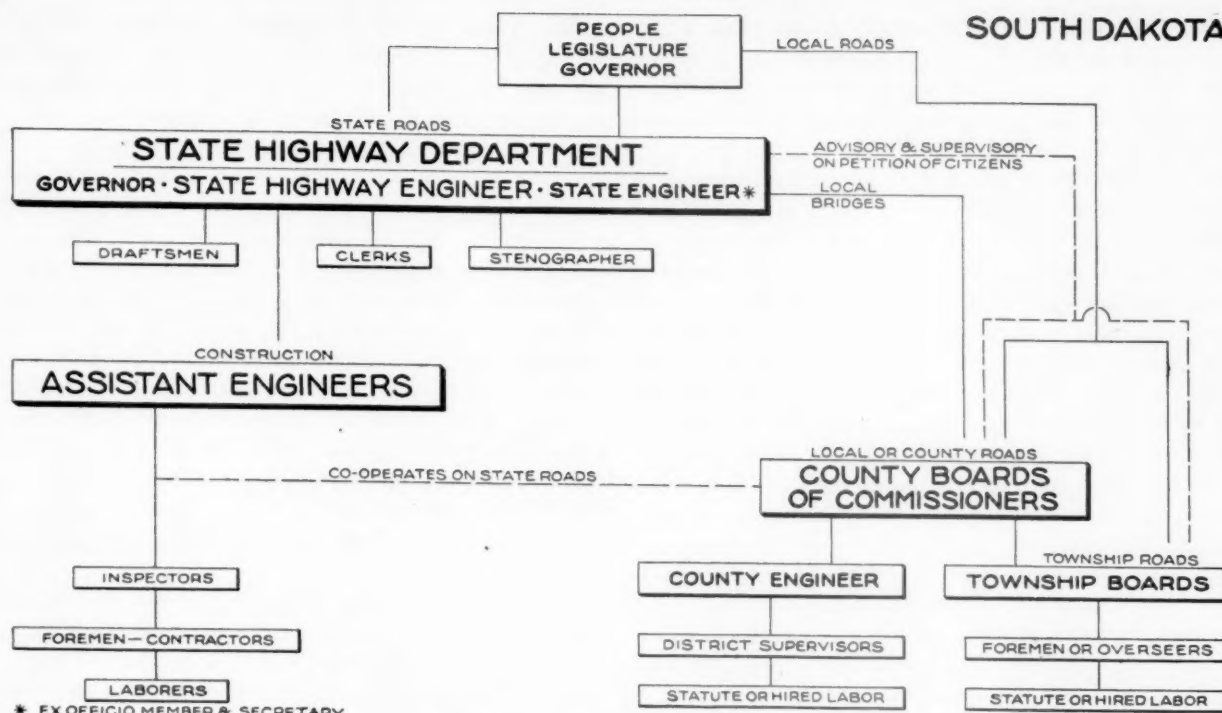 SOUTH DAKOTA
PEOPLE
LEGISLATURE
GOVERNOR
LOCAL ROADS
STATE ROADS
STATE HIGHWAY DEPARTMENT
GOVERNOR · STATE HIGHWAY ENGINEER · STATE ENGINEER*
ADVISORY & SUPERVISORY
ON PETITION OF CITIZENS
LOCAL
BRIDGES
DRAFTSMEN
CLERKS
STENOGRAPHER
CONSTRUCTION
ASSISTANT ENGINEERS
CO-OPERATES ON STATE ROADS
LOCAL OR COUNTY ROADS
COUNTY BOARDS
OF COMMISSIONERS
INSPECTORS
FOREMEN—CONTRACTORS
LABORERS
COUNTY ENGINEER
DISTRICT SUPERVISORS
STATUTE OR HIRED LABOR
TOWNSHIP ROADS
TOWNSHIP BOARDS
FOREMEN OR OVERSEERS
STATUTE OR HIRED LABOR
* EX OFFICIO MEMBER & SECRETARY